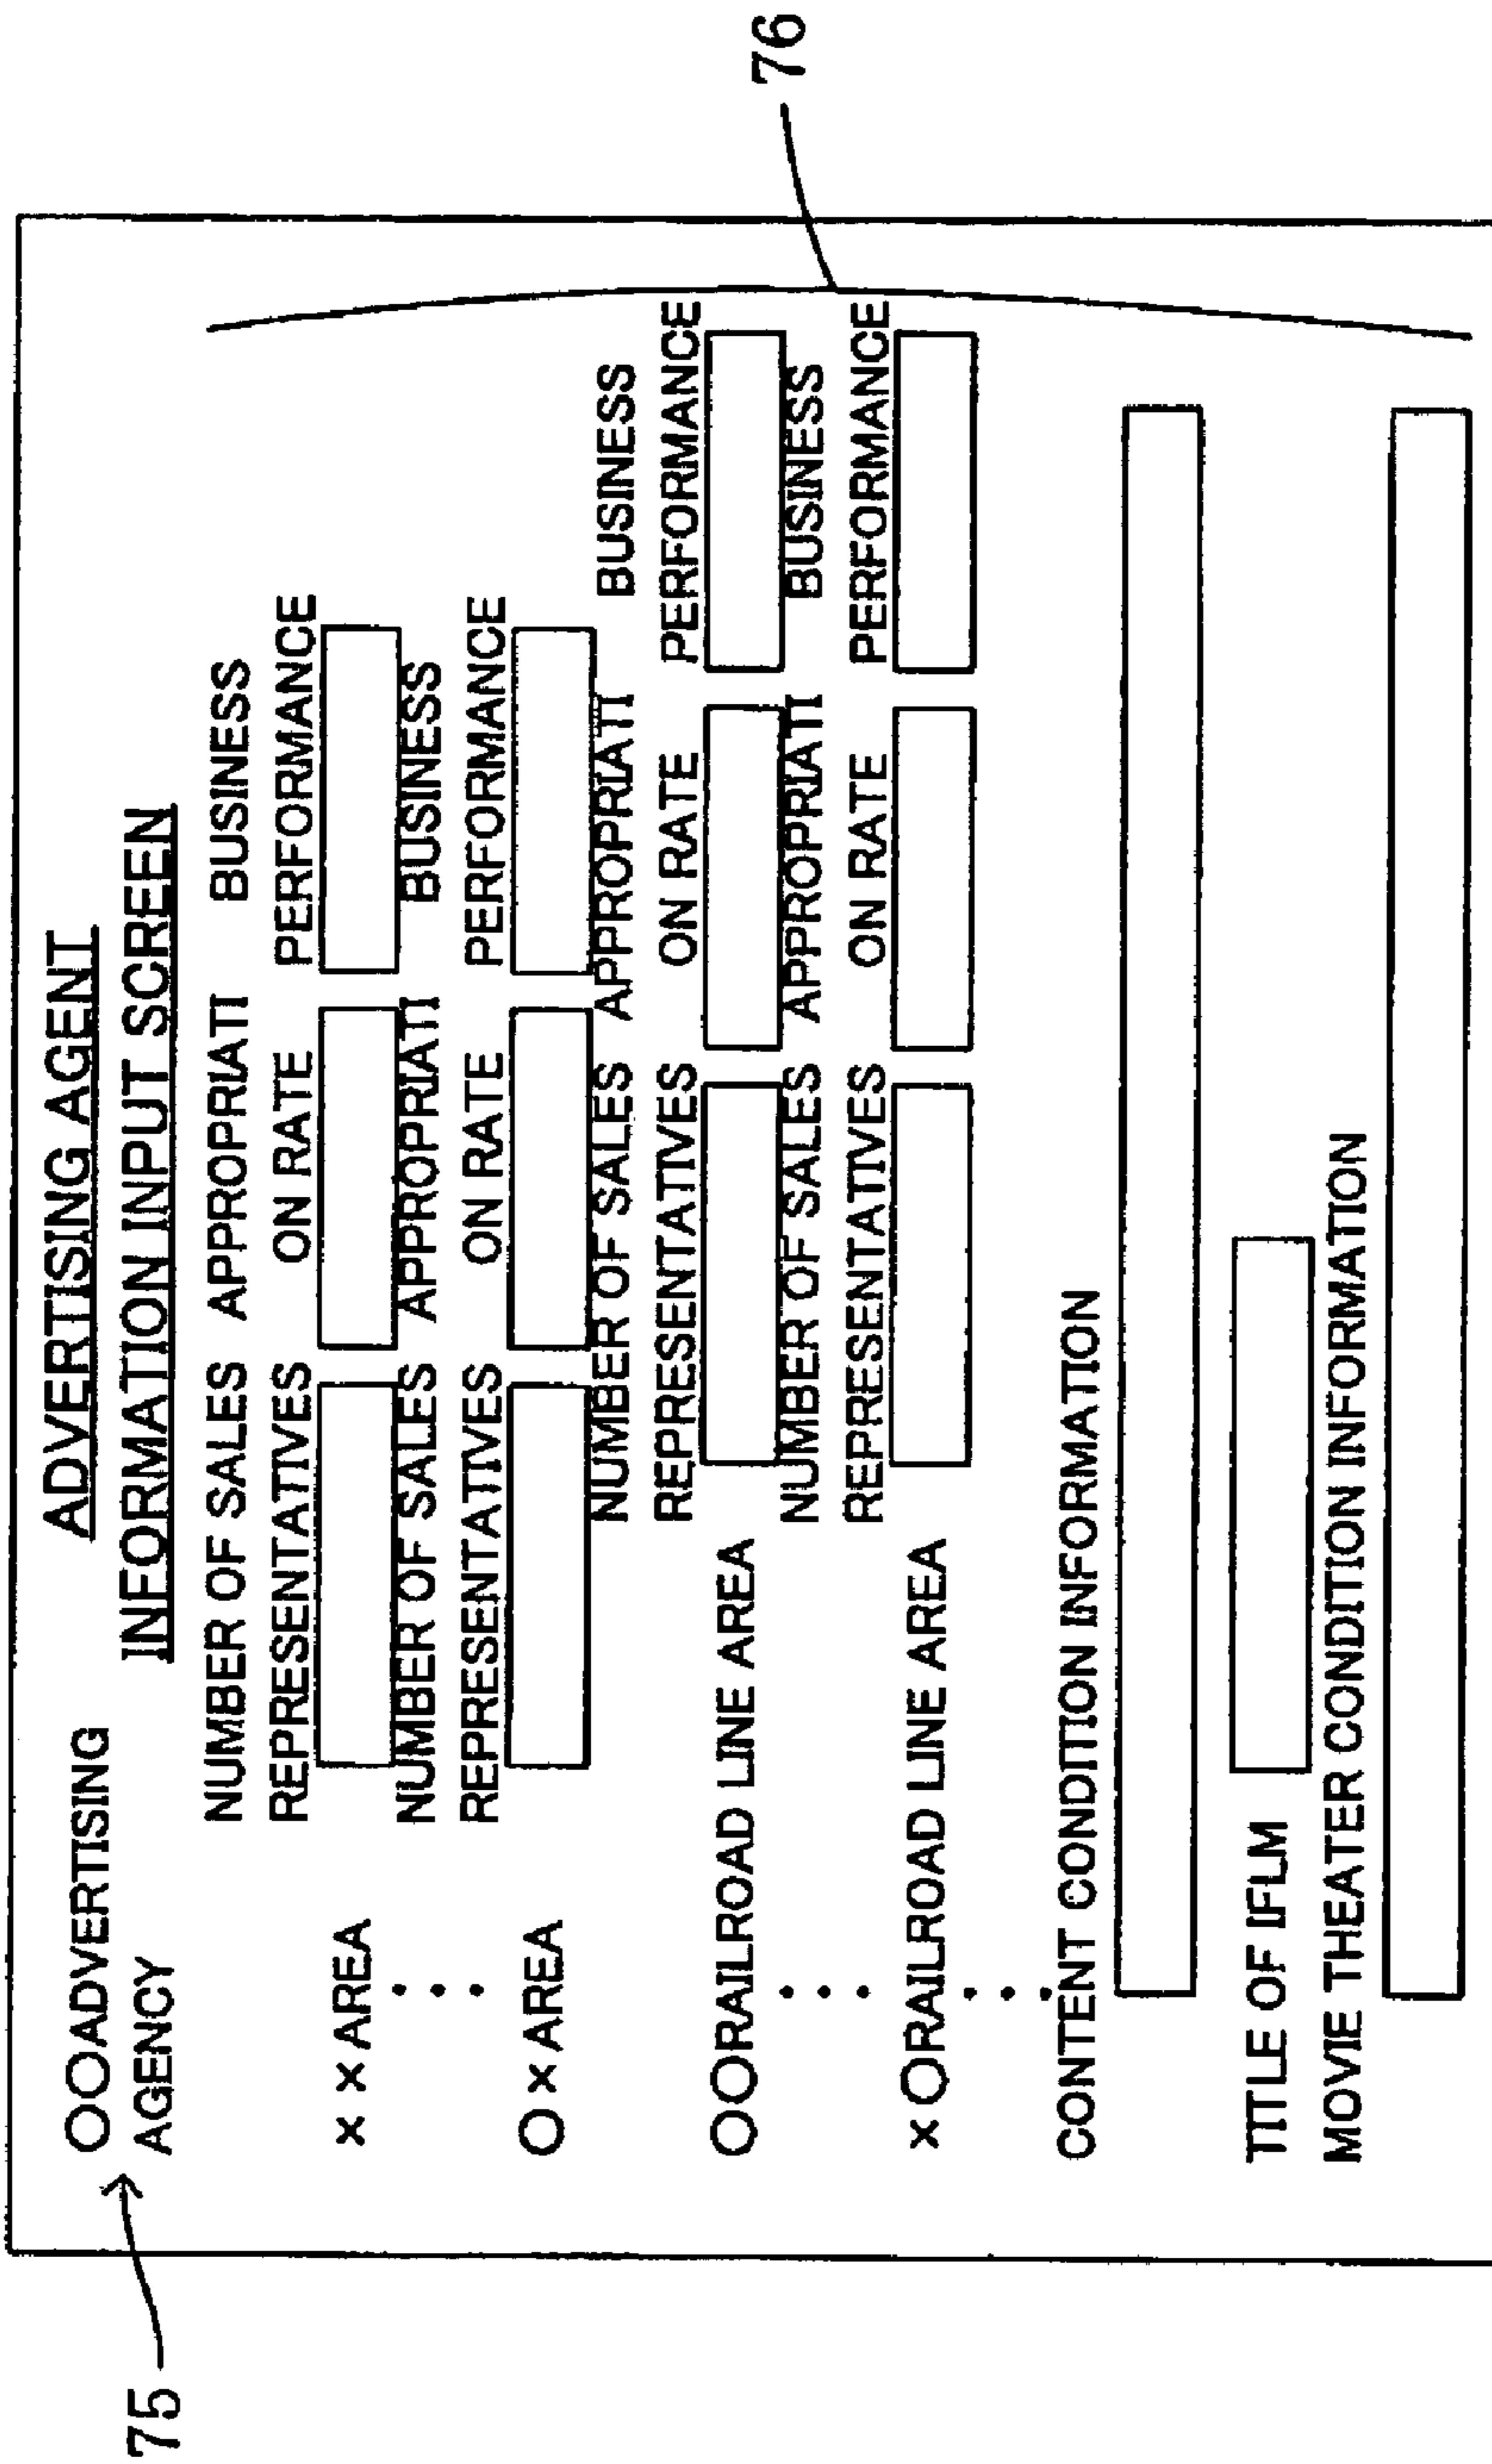 ADVERTISING AGENT
INFORMATION INPUT SCREEN
○○ADVERTISING
AGENCY
75
76
NUMBER OF SALES APPROPRIATI BUSINESS
REPRESENTATIVES ON RATE PERFORMANCE
××AREA
NUMBER OF SALES APPROPRIATI BUSINESS
REPRESENTATIVES ON RATE PERFORMANCE
○×AREA
NUMBER OF SALES APPROPRIATI BUSINESS
REPRESENTATIVES ON RATE PERFORMANCE
○○RAILROAD LINE AREA
NUMBER OF SALES APPROPRIATI BUSINESS
REPRESENTATIVES ON RATE PERFORMANCE
×○RAILROAD LINE AREA
CONTENT CONDITION INFORMATION
TITLE OF IFLM
MOVIE THEATER CONDITION INFORMATION